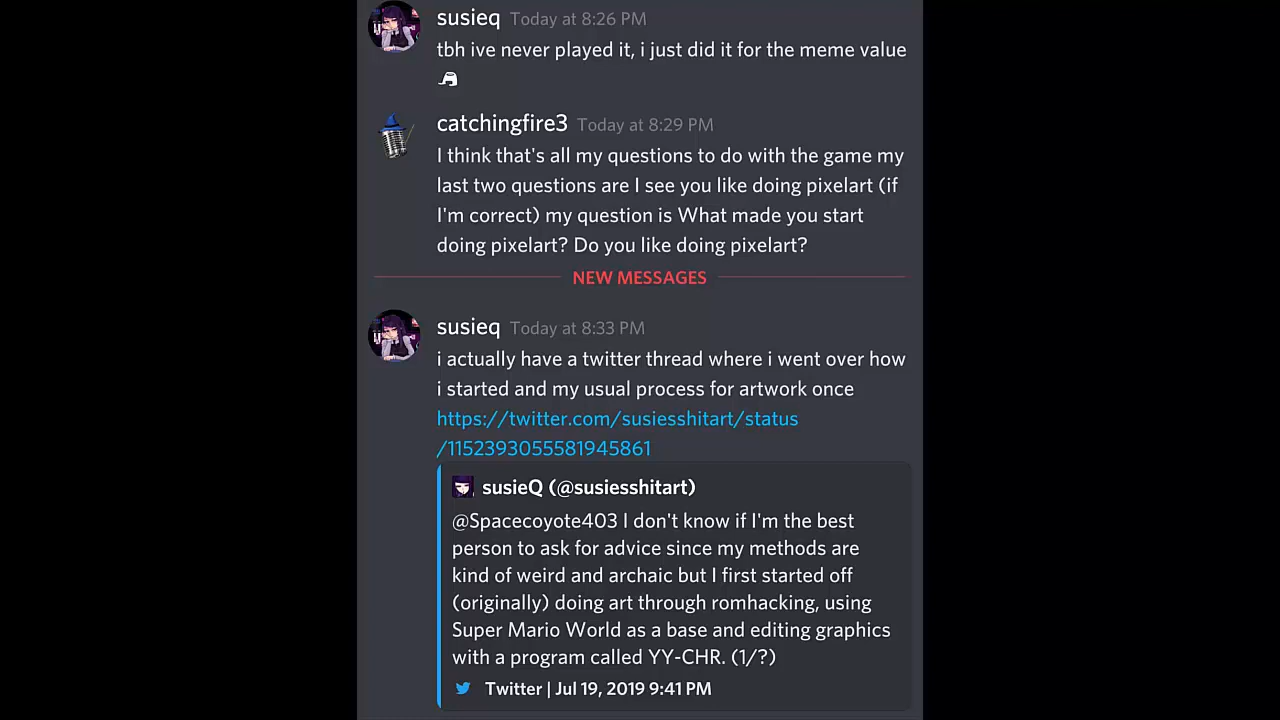 susieq Today at 8:26 PM
tbh ive never played it, i just did it for the meme value
catchingfire3 Today at 8:29 PM
I think that's all my questions to do with the game my
last two questions are I see you like doing pixelart (if
I'm correct) my question is What made you start
doing pixelart? Do you like doing pixelart?
NEW MESSAGES
susieq Today at 8:33 PM
i actually have a twitter thread where i went over how
i started and my usual process for artwork once
https://twitter.com/susiesshitart/status
/1152393055581945861
susieQ (@susiesshitart)
@Spacecoyote403 I don't know if I'm the best
person to ask for advice since my methods are
kind of weird and archaic but I first started off
(originally) doing art through romhacking, using
Super Mario World as a base and editing graphics
with a program called YY-CHR. (1/?)
Twitter | Jul 19, 2019 9:41 PM